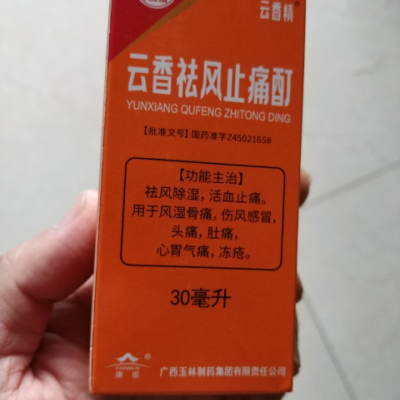 云香精®
云香祛风止痛酊
YUNXIANG QUFENG ZHITONG DING
【批准文号】国药准字Z45021658
【功能主治】
祛风除湿，活血止痛。
用于风湿骨痛，伤风感冒，
头痛，肚痛，
心胃气痛，冻疮。
30毫升
广西玉林制药集团有限责任公司